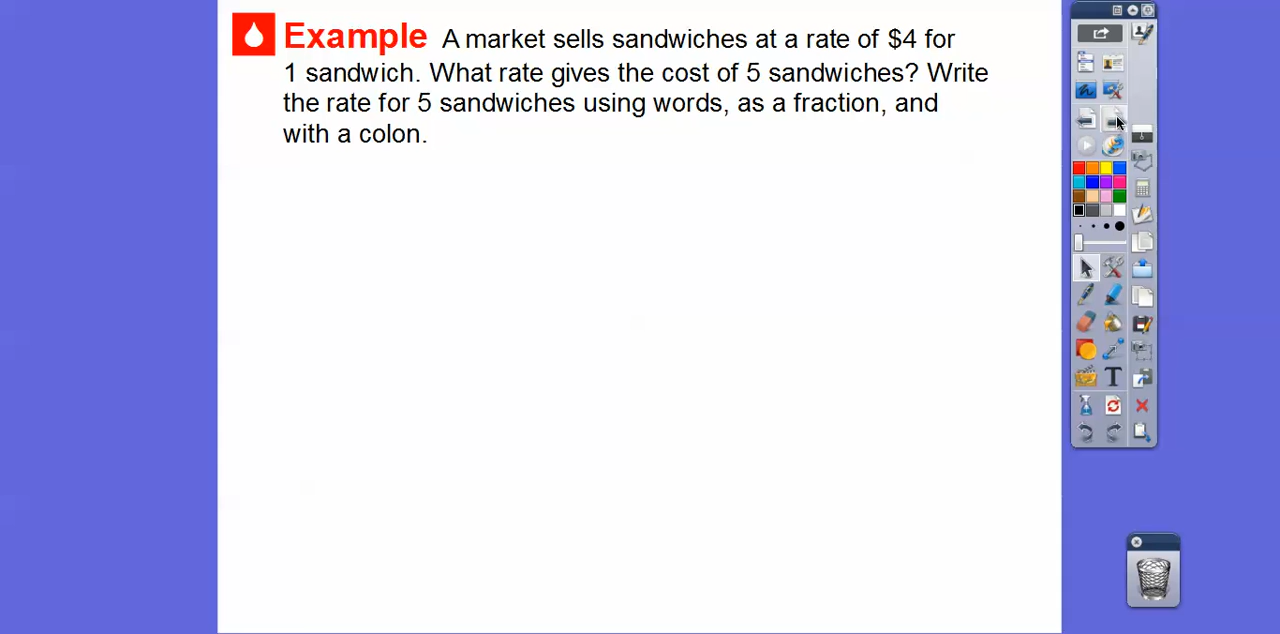 Example A market sells sandwiches at a rate of $4 for
1 sandwich. What rate gives the cost of 5 sandwiches? Write
the rate for 5 sandwiches using words, as a fraction, and
with a colon.
T